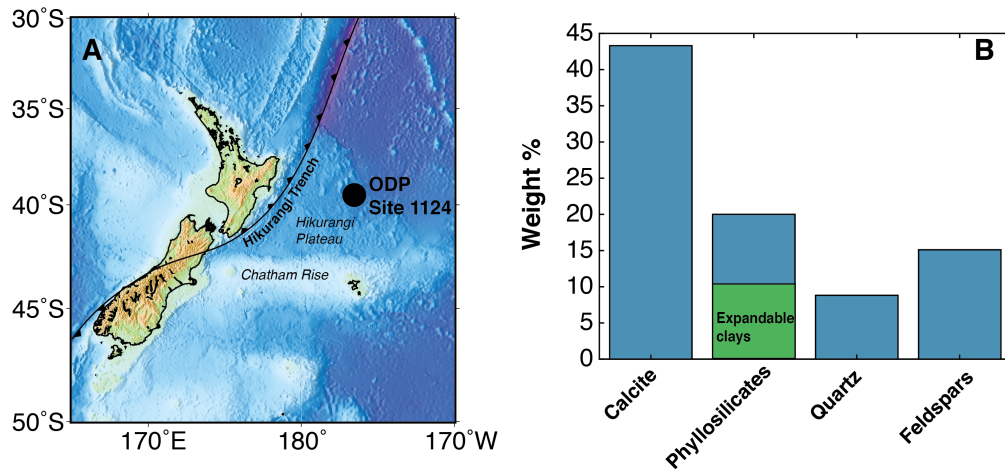 A
30°S
35°S
40°S
45°S
50°S
170°E
180°
170°W
Hikurangi Trench
ODP
Site 1124
Hikurangi
Plateau
Chatham Rise
B
Weight %
45
40
35
30
25
20
15
10
5
0
Expandable
clays
Calcite
Phyllosilicates
Quartz
Feldspars